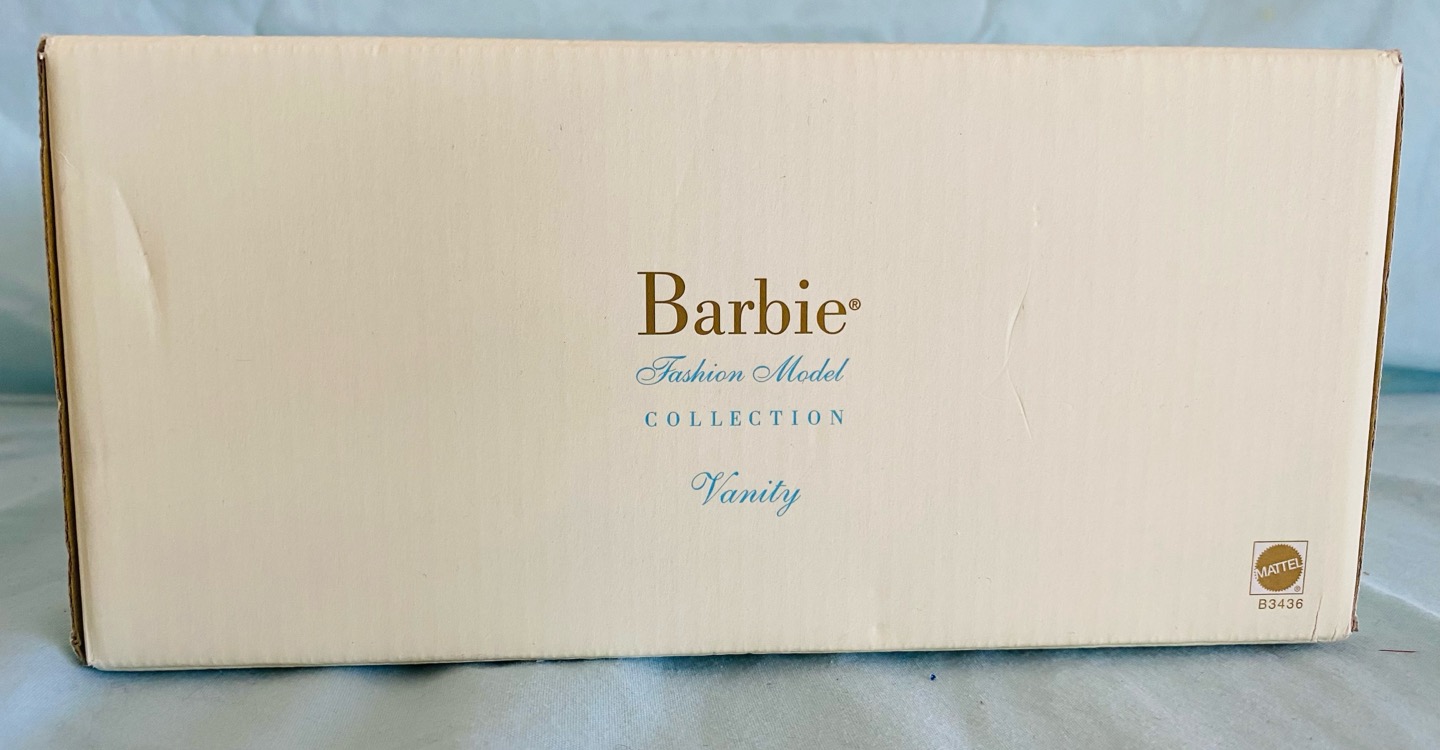 Barbie®
Fashion Model
COLLECTION
Vanity
MATTEL®
B3436